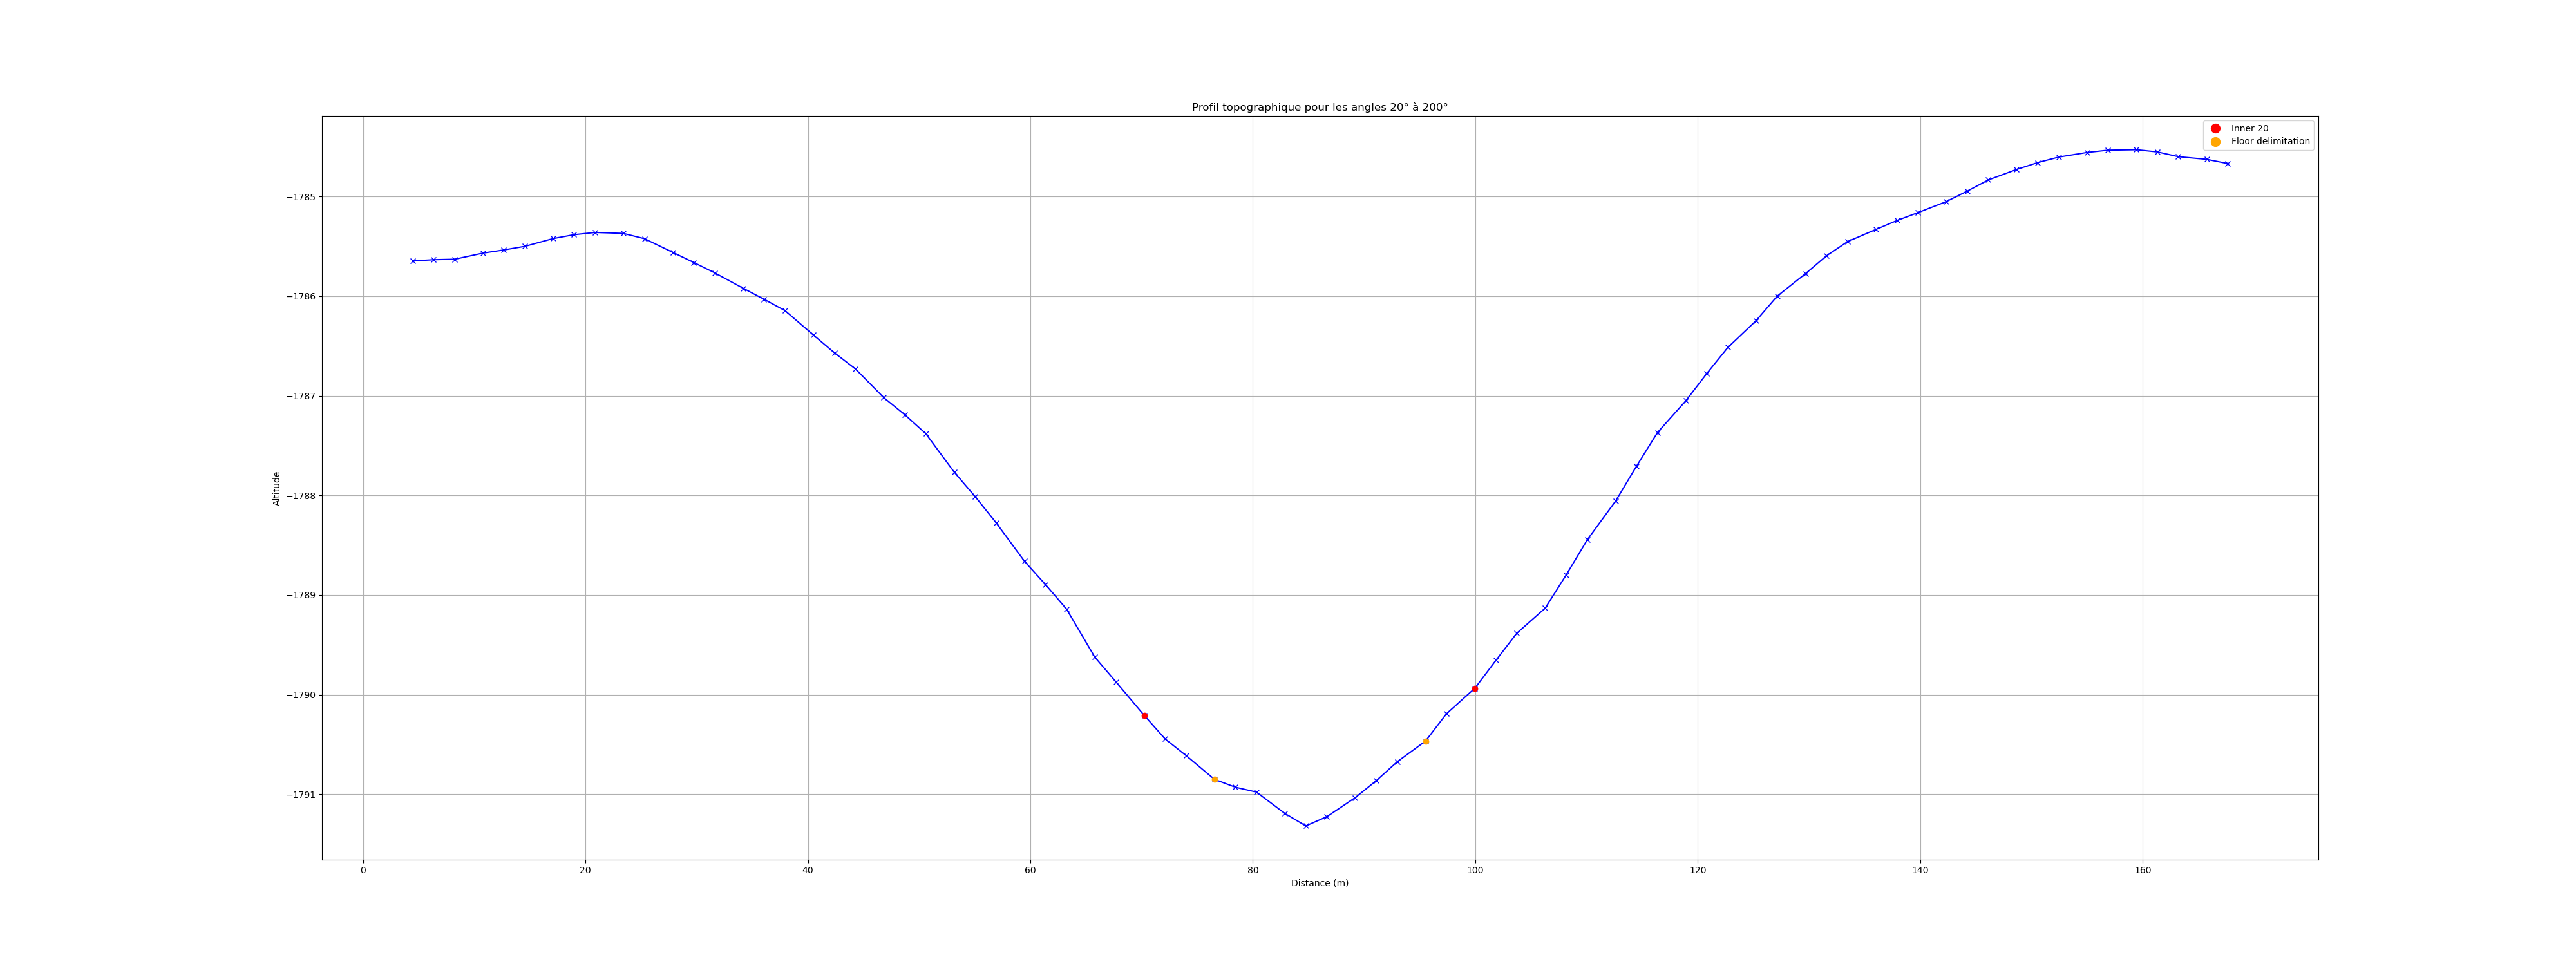 Profil topographique pour les angles 20° à 200°
Inner 20
Floor delimitation
−1785
−1786
−1787
−1788
−1789
−1790
−1791
Altitude
0 20 40 60 80 100 120 140 160
Distance (m)